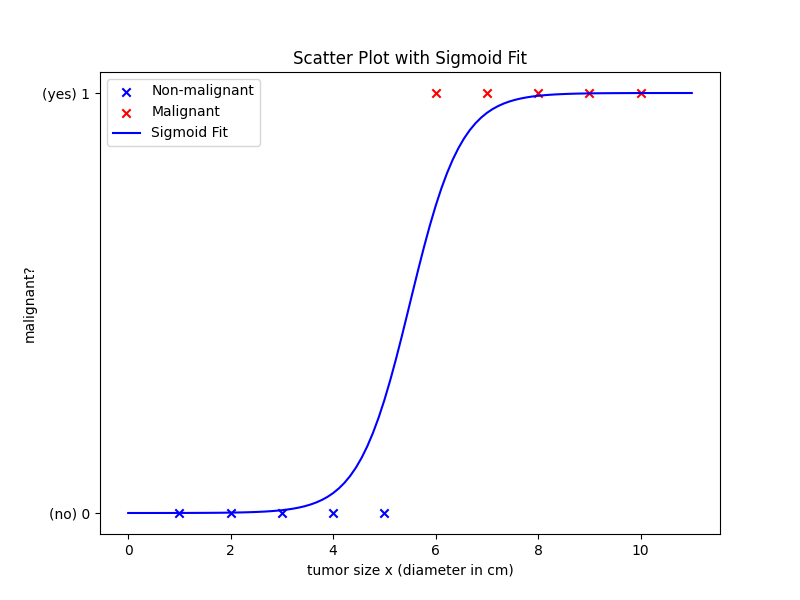 Scatter Plot with Sigmoid Fit
(yes) 1
Non-malignant
Malignant
Sigmoid Fit
malignant?
(no) 0
0 2 4 6 8 10
tumor size x (diameter in cm)